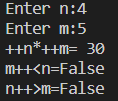 Enter n:4
Enter m:5
++n*++m= 30
m++<n=False
n++>m=False